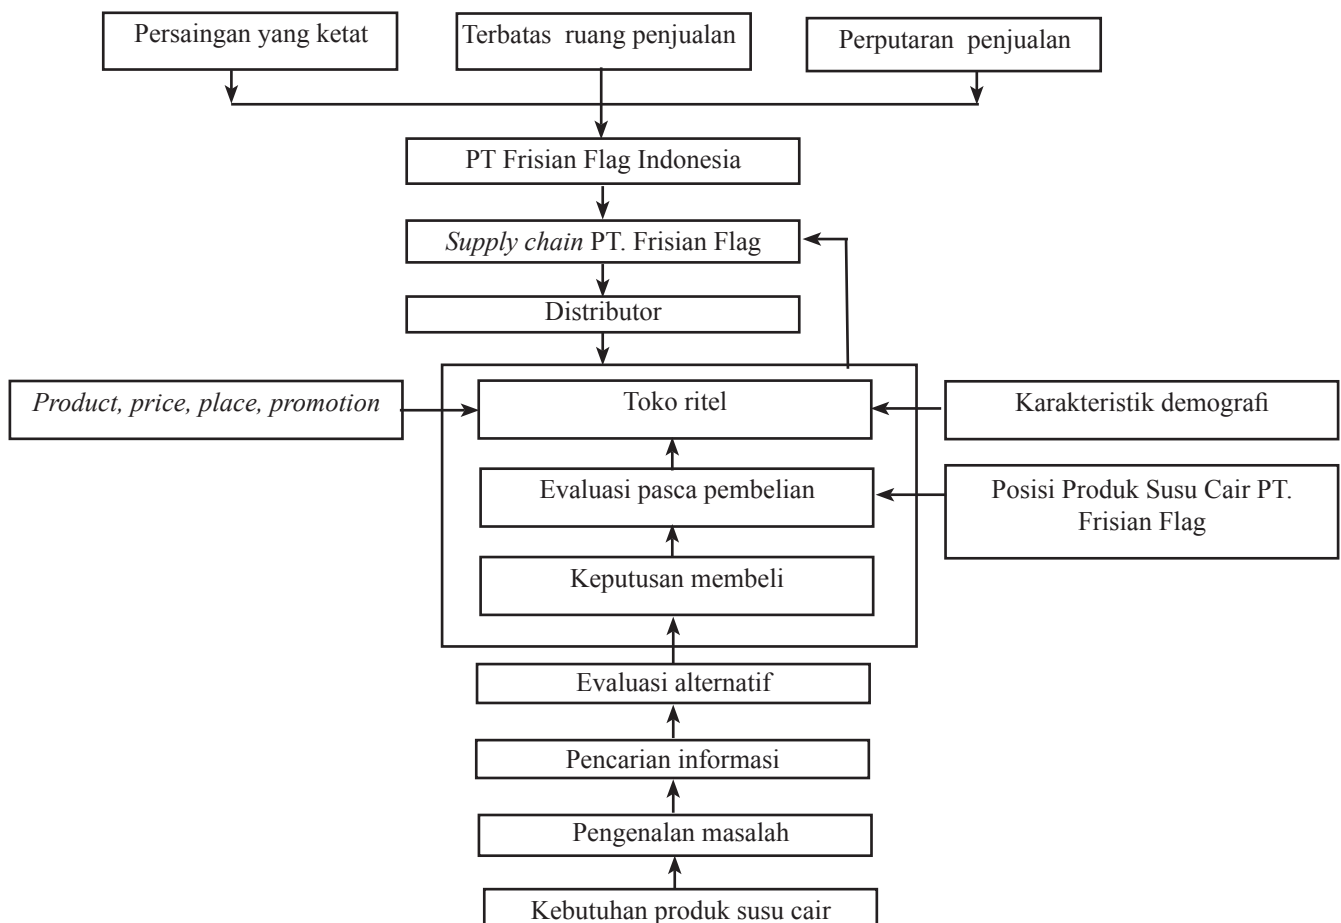 Persaingan yang ketat
Terbatas ruang penjualan
Perputaran penjualan
PT Frisian Flag Indonesia
Supply chain PT. Frisian Flag
Distributor
Product, price, place, promotion
Toko ritel
Karakteristik demografi
Evaluasi pasca pembelian
Posisi Produk Susu Cair PT.
Frisian Flag
Keputusan membeli
Evaluasi alternatif
Pencarian informasi
Pengenalan masalah
Kebutuhan produk susu cair